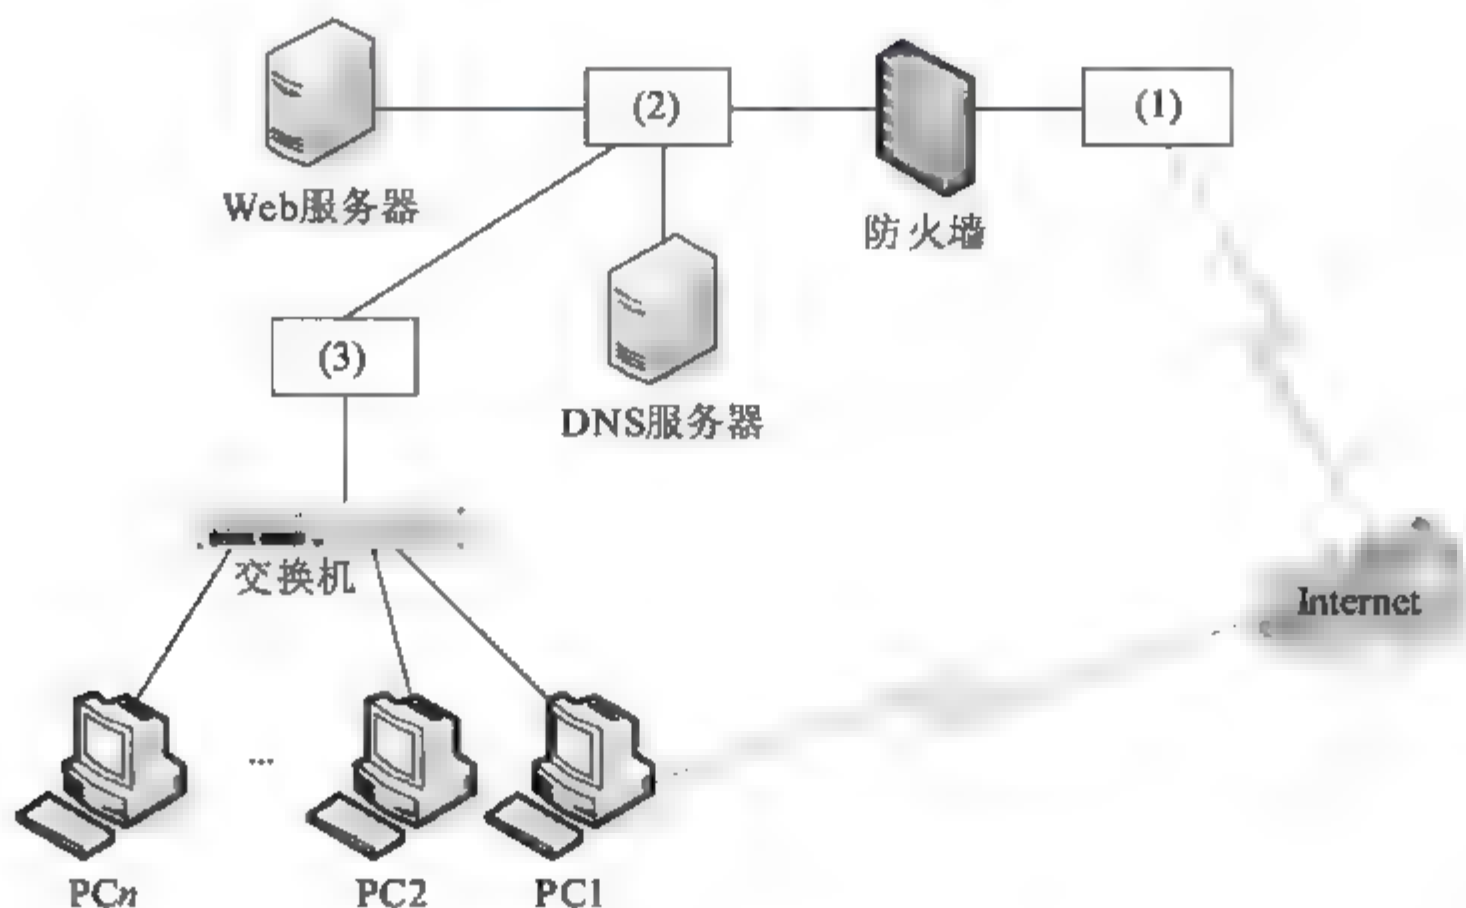 (2)
(1)
Web服务器
防火墙
(3)
DNS服务器
交换机
Internet
...
PCn
PC2
PC1